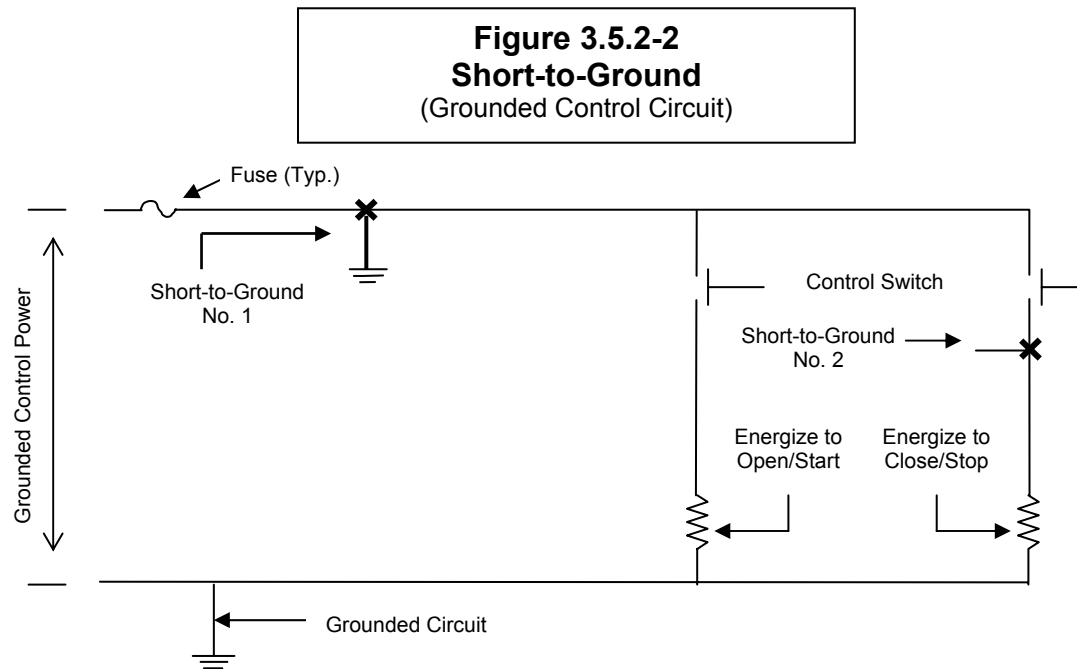 Figure 3.5.2-2
Short-to-Ground
(Grounded Control Circuit)
Fuse (Typ.)
Short-to-Ground
No. 1
Control Switch
Short-to-Ground
No. 2
Energize to
Open/Start
Energize to
Close/Stop
Grounded Control Power
Grounded Circuit